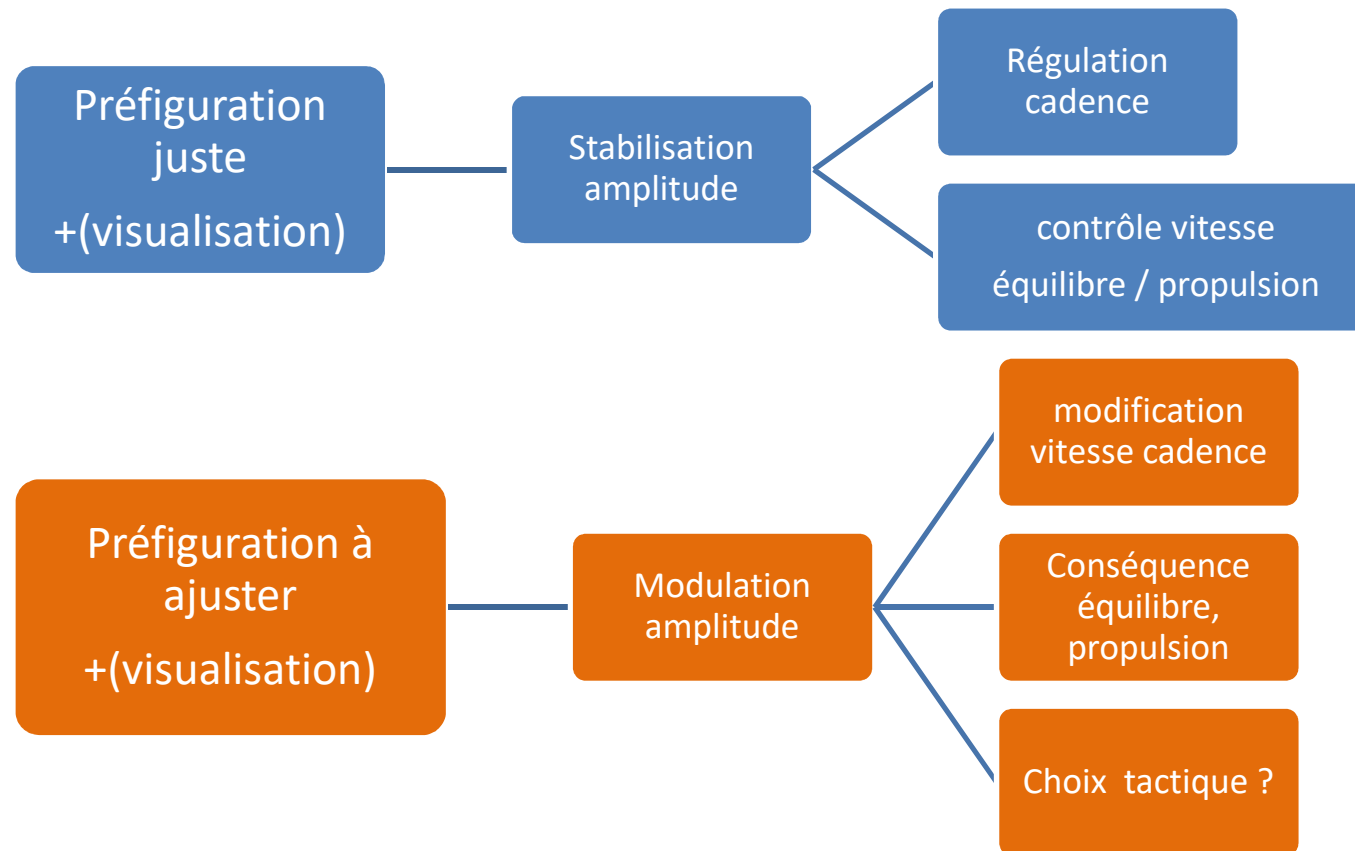 Préfiguration
juste
+(visualisation)
Stabilisation
amplitude
Régulation
cadence
contrôle vitesse
équilibre / propulsion
Préfiguration à
ajuster
+(visualisation)
Modulation
amplitude
modification
vitesse cadence
Conséquence
équilibre,
propulsion
Choix tactique ?